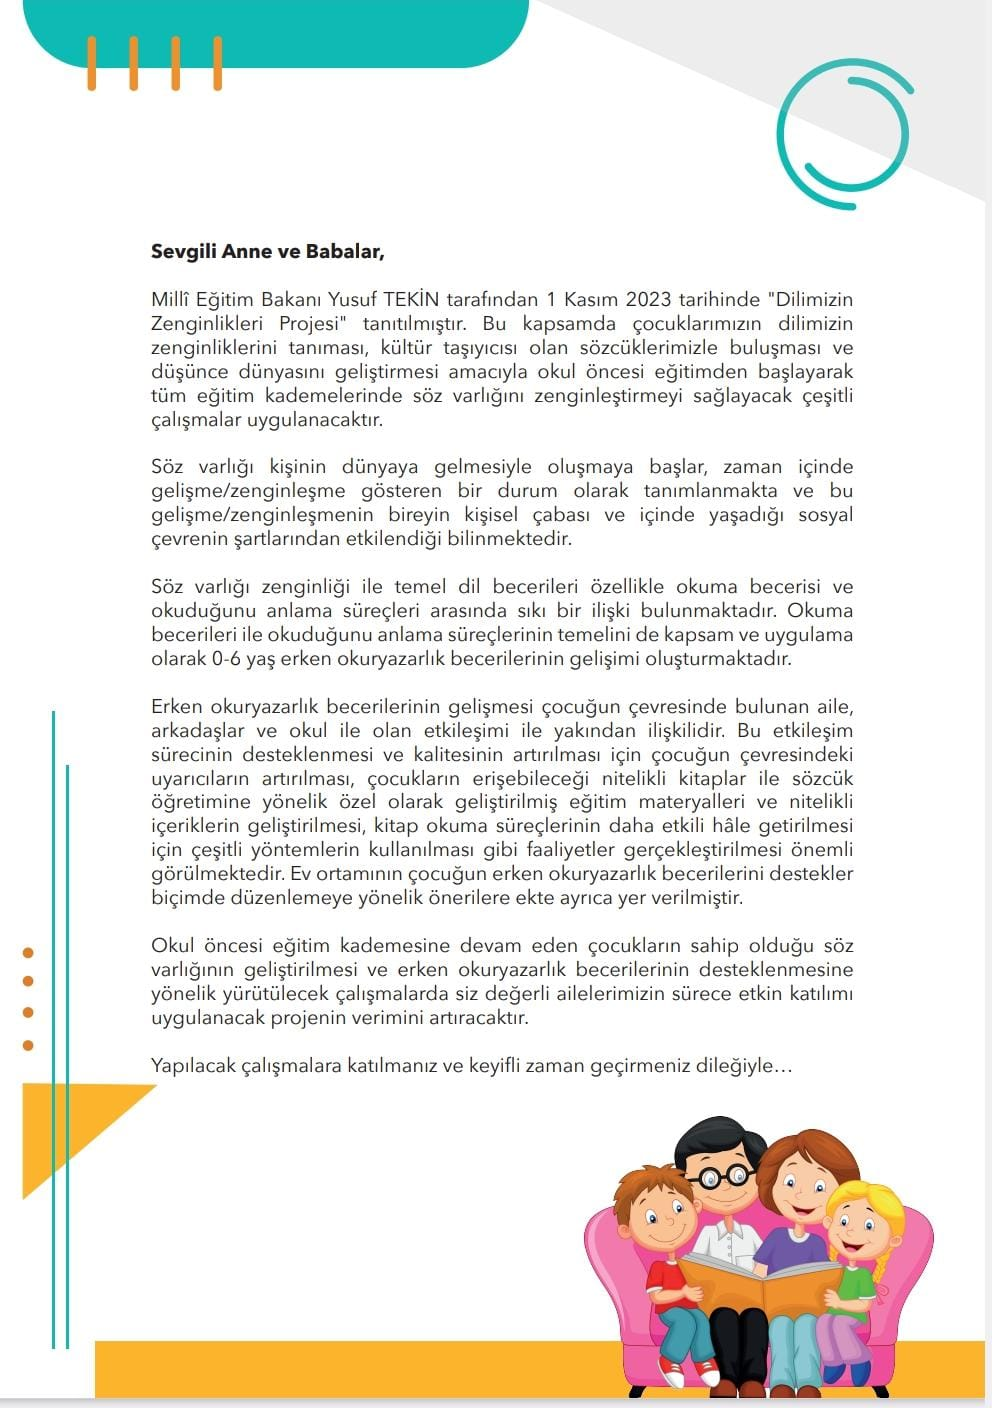 Sevgili Anne ve Babalar,
Millî Eğitim Bakanı Yusuf TEKİN tarafından 1 Kasım 2023 tarihinde "Dilimizin
Zenginlikleri Projesi" tanıtılmıştır. Bu kapsamda çocuklarımızın dilimizin
zenginliklerini tanıması, kültür taşıyıcısı olan sözcüklerimizle buluşması ve
düşünce dünyasını geliştirmesi amacıyla okul öncesi eğitimden başlayarak
tüm eğitim kademelerinde söz varlığını zenginleştirmeyi sağlayacak çeşitli
çalışmalar uygulanacaktır.
Söz varlığı kişinin dünyaya gelmesiyle oluşmaya başlar, zaman içinde
gelişme/zenginleşme gösteren bir durum olarak tanımlanmakta ve bu
gelişme/zenginleşmenin bireyin kişisel çabası ve içinde yaşadığı sosyal
çevrenin şartlarından etkilendiği bilinmektedir.
Söz varlığı zenginliği ile temel dil becerileri özellikle okuma becerisi ve
okuduğunu anlama süreçleri arasında sıkı bir ilişki bulunmaktadır. Okuma
becerileri ile okuduğunu anlama süreçlerinin temelini de kapsam ve uygulama
olarak 0-6 yaş erken okuryazarlık becerilerinin gelişimi oluşturmaktadır.
Erken okuryazarlık becerilerinin gelişmesi çocuğun çevresinde bulunan aile,
arkadaşlar ve okul ile olan etkileşimi ile yakından ilişkilidir. Bu etkileşim
sürecinin desteklenmesi ve kalitesinin artırılması için çocuğun çevresindeki
uyarıcıların artırılması, çocukların erişebileceği nitelikli kitaplar ile sözcük
öğretimine yönelik özel olarak geliştirilmiş eğitim materyalleri ve nitelikli
içeriklerin geliştirilmesi, kitap okuma süreçlerinin daha etkili hâle getirilmesi
için çeşitli yöntemlerin kullanılması gibi faaliyetler gerçekleştirilmesi önemli
görülmektedir. Ev ortamının çocuğun erken okuryazarlık becerilerini destekler
biçimde düzenlemeye yönelik önerilere ekte ayrıca yer verilmiştir.
Okul öncesi eğitim kademesine devam eden çocukların sahip olduğu söz
varlığının geliştirilmesi ve erken okuryazarlık becerilerinin desteklenmesine
yönelik yürütülecek çalışmalarda siz değerli ailelerimizin sürece etkin katılımı
uygulanacak projenin verimini artıracaktır.
Yapılacak çalışmalara katılmanız ve keyifli zaman geçirmeniz dileğiyle…